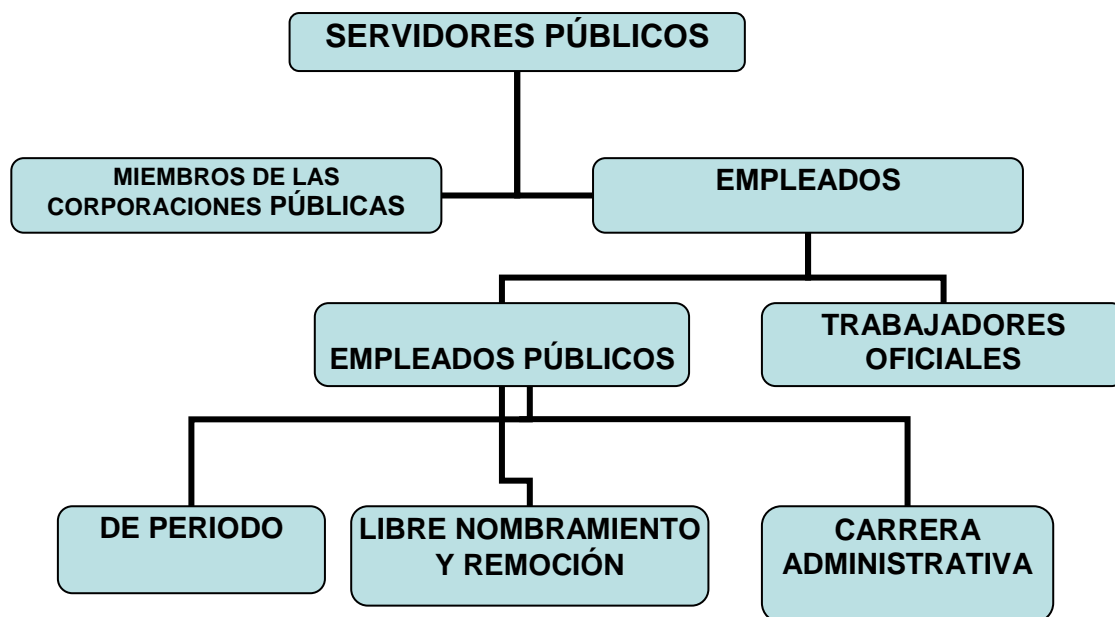 SERVIDORES PÚBLICOS
MIEMBROS DE LAS
CORPORACIONES PÚBLICAS
EMPLEADOS
EMPLEADOS PÚBLICOS
TRABAJADORES
OFICIALES
DE PERIODO
LIBRE NOMBRAMIENTO
Y REMOCIÓN
CARRERA
ADMINISTRATIVA